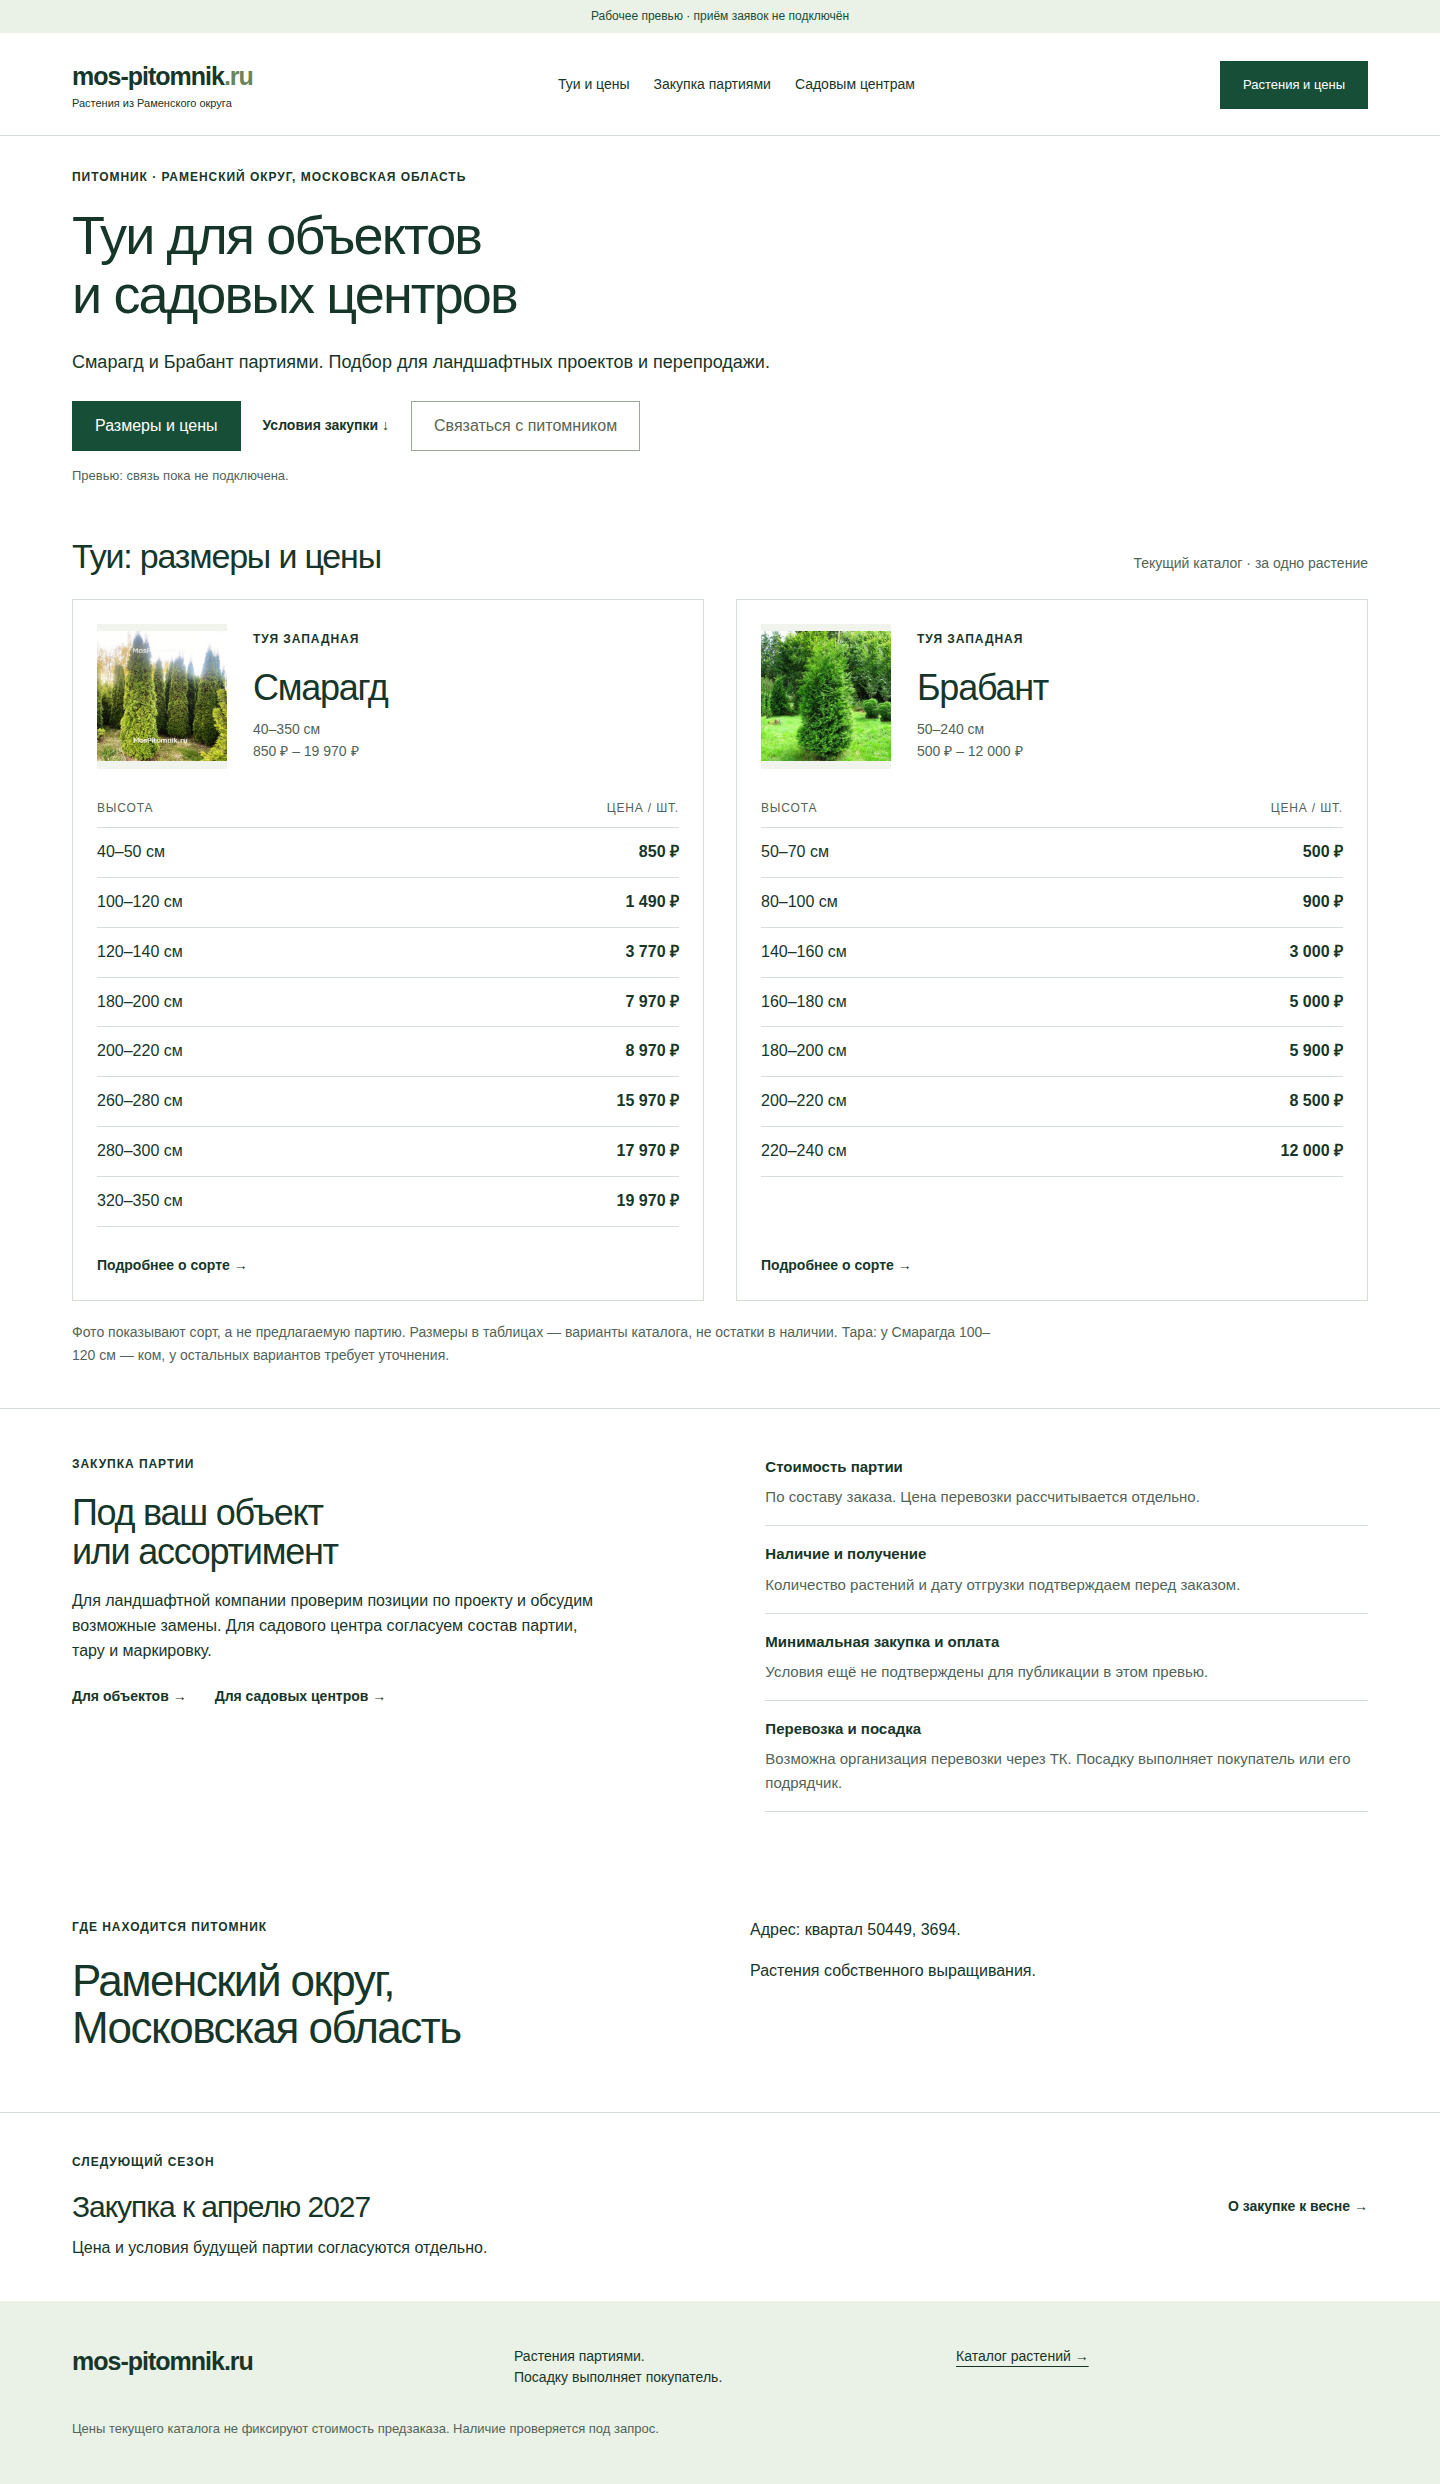 Рабочее превью · приём заявок не подключён
mos-pitomnik.ru
Растения из Раменского округа
Туи и цены
Закупка партиями
Садовым центрам
Растения и цены
ПИТОМНИК · РАМЕНСКИЙ ОКРУГ, МОСКОВСКАЯ ОБЛАСТЬ
Туи для объектов
и садовых центров
Смарагд и Брабант партиями. Подбор для ландшафтных проектов и перепродажи.
Размеры и цены
Условия закупки ↓
Связаться с питомником
Превью: связь пока не подключена.
Туи: размеры и цены
Текущий каталог · за одно растение
ТУЯ ЗАПАДНАЯ
Смарагд
40–350 см
850 ₽ – 19 970 ₽
MosPitomnik.ru
ВЫСОТА ЦЕНА / ШТ.
40–50 см 850 ₽
100–120 см 1 490 ₽
120–140 см 3 770 ₽
180–200 см 7 970 ₽
200–220 см 8 970 ₽
260–280 см 15 970 ₽
280–300 см 17 970 ₽
320–350 см 19 970 ₽
Подробнее о сорте →
ТУЯ ЗАПАДНАЯ
Брабант
50–240 см
500 ₽ – 12 000 ₽
ВЫСОТА ЦЕНА / ШТ.
50–70 см 500 ₽
80–100 см 900 ₽
140–160 см 3 000 ₽
160–180 см 5 000 ₽
180–200 см 5 900 ₽
200–220 см 8 500 ₽
220–240 см 12 000 ₽
Подробнее о сорте →
Фото показывают сорт, а не предлагаемую партию. Размеры в таблицах — варианты каталога, не остатки в наличии. Тара: у Смарагда 100–
120 см — ком, у остальных вариантов требует уточнения.
ЗАКУПКА ПАРТИИ
Под ваш объект
или ассортимент
Для ландшафтной компании проверим позиции по проекту и обсудим
возможные замены. Для садового центра согласуем состав партии,
тару и маркировку.
Для объектов →
Для садовых центров →
Стоимость партии
По составу заказа. Цена перевозки рассчитывается отдельно.
Наличие и получение
Количество растений и дату отгрузки подтверждаем перед заказом.
Минимальная закупка и оплата
Условия ещё не подтверждены для публикации в этом превью.
Перевозка и посадка
Возможна организация перевозки через ТК. Посадку выполняет покупатель или его
подрядчик.
ГДЕ НАХОДИТСЯ ПИТОМНИК
Раменский округ,
Московская область
Адрес: квартал 50449, 3694.
Растения собственного выращивания.
СЛЕДУЮЩИЙ СЕЗОН
Закупка к апрелю 2027
Цена и условия будущей партии согласуются отдельно.
О закупке к весне →
mos-pitomnik.ru
Растения партиями.
Посадку выполняет покупатель.
Каталог растений →
Цены текущего каталога не фиксируют стоимость предзаказа. Наличие проверяется под запрос.